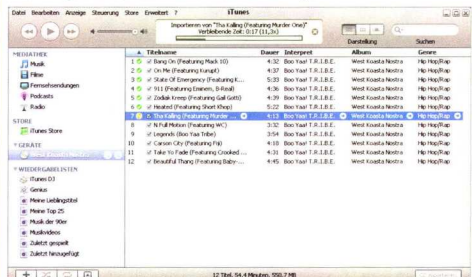 Datei Bearbeiten Anzeige Steuerung Store Erweitert ? iTunes
Importieren von "Tha Kalling (Featuring Murder One)"
Verbleibende Zeit: 0:17 (11,3x)
Darstellung Suchen
MEDIATHEK
Musik
Filme
Fernsehsendungen
Podcasts
Radio
STORE
iTunes Store
GERÄTE
WIEDERGABELISTEN
iTunes DJ
Genius
Meine Lieblingstitel
Meine Top 25
Musik der 90er
Musikvideos
Zuletzt gespielt
Zuletzt hinzugefügt
Titelname Dauer Interpret Album Genre
1 Bang On (Featuring Mack 10) 4:32 Boo Yaa! T.R.I.B.E. West Koasta Nostra Hip Hop/Rap
2 On Me (Featuring Kurupt) 4:37 Boo Yaa! T.R.I.B.E. West Koasta Nostra Hip Hop/Rap
3 State Of Emergency (Featuring K... 5:33 Boo Yaa! T.R.I.B.E. West Koasta Nostra Hip Hop/Rap
4 911 (Featuring Eminem, B-Real) 4:36 Boo Yaa! T.R.I.B.E. West Koasta Nostra Hip Hop/Rap
5 Zodiak Kreep (Featuring Gail Gotti) 4:39 Boo Yaa! T.R.I.B.E. West Koasta Nostra Hip Hop/Rap
6 Heated (Featuring Short Khop) 5:22 Boo Yaa! T.R.I.B.E. West Koasta Nostra Hip Hop/Rap
7 Tha Kalling (Featuring Murder ... 4:13 Boo Yaa! T.R.I.B.E. West Koasta Nostra Hip Hop/Rap
8 N Full Motion (Featuring WC) 3:32 Boo Yaa! T.R.I.B.E. West Koasta Nostra Hip Hop/Rap
9 Legends (Boo Yaa Tribe) 3:54 Boo Yaa! T.R.I.B.E. West Koasta Nostra Hip Hop/Rap
10 Carson City (Featuring Fid) 4:10 Boo Yaa! T.R.I.B.E. West Koasta Nostra Hip Hop/Rap
11 Take Yo Fade (Featuring Crooked ... 4:31 Boo Yaa! T.R.I.B.E. West Koasta Nostra Hip Hop/Rap
12 Beautiful Thang (Featuring Baby-... 4:45 Boo Yaa! T.R.I.B.E. West Koasta Nostra Hip Hop/Rap
12 Titel, 54,4 Minuten, 550,7 MB